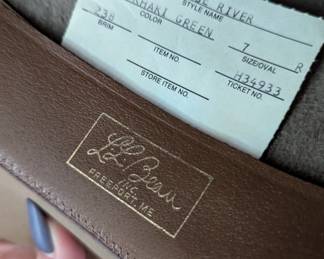 RIVER
STYLE NAME
KHAKI GREEN
COLOR
238
BRIM
7 R
SIZE/OVAL
ITEM NO.
H34933
TICKET NO.
STORE ITEM NO.
L.L. Bean
INC.
FREEPORT, ME